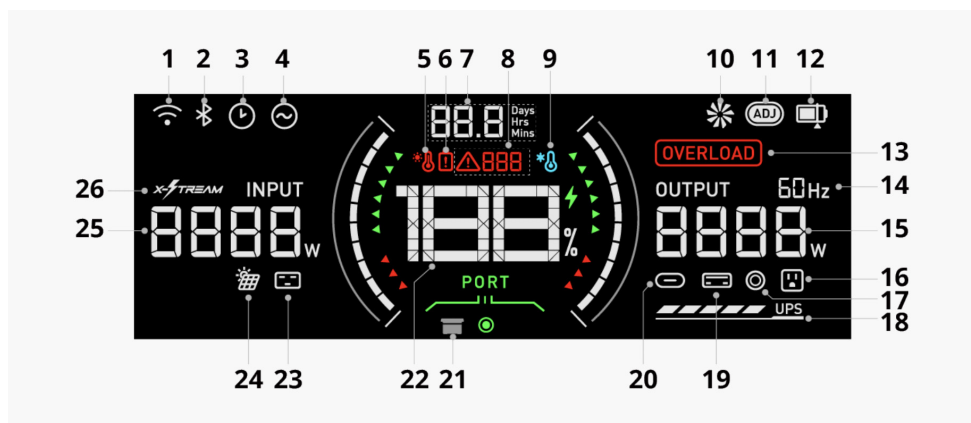 1 2 3 4 5 6 7 8 9 10 11 12
88.8 Days
Hrs
Mins
ADJ
888
OVERLOAD 13
26 X-STREAM INPUT
OUTPUT 60Hz 14
25 8888 W
188 %
8888 W 15
PORT
16
17
UPS
18
24 23 22 21 20 19